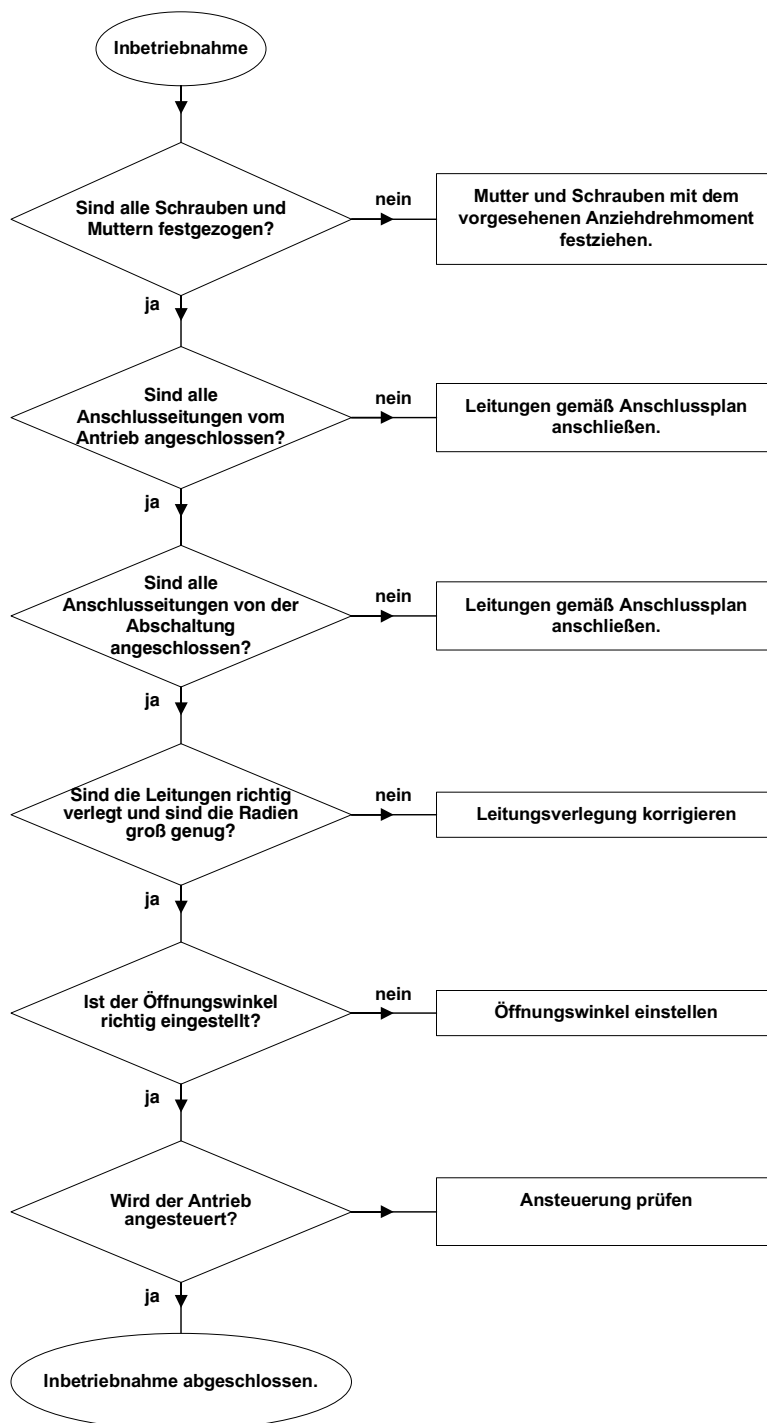 Inbetriebnahme
Sind alle Schrauben und
Muttern festgezogen?
nein
Mutter und Schrauben mit dem
vorgesehenen Anziehdrehmoment
festziehen.
ja
Sind alle
Anschlusseitungen vom
Antrieb angeschlossen?
nein
Leitungen gemäß Anschlussplan
anschließen.
ja
Sind alle
Anschlusseitungen von der
Abschaltung
angeschlossen?
nein
Leitungen gemäß Anschlussplan
anschließen.
ja
Sind die Leitungen richtig
verlegt und sind die Radien
groß genug?
nein
Leitungsverlegung korrigieren
ja
Ist der Öffnungswinkel
richtig eingestellt?
nein
Öffnungswinkel einstellen
ja
Wird der Antrieb
angesteuert?
Ansteuerung prüfen
ja
Inbetriebnahme abgeschlossen.